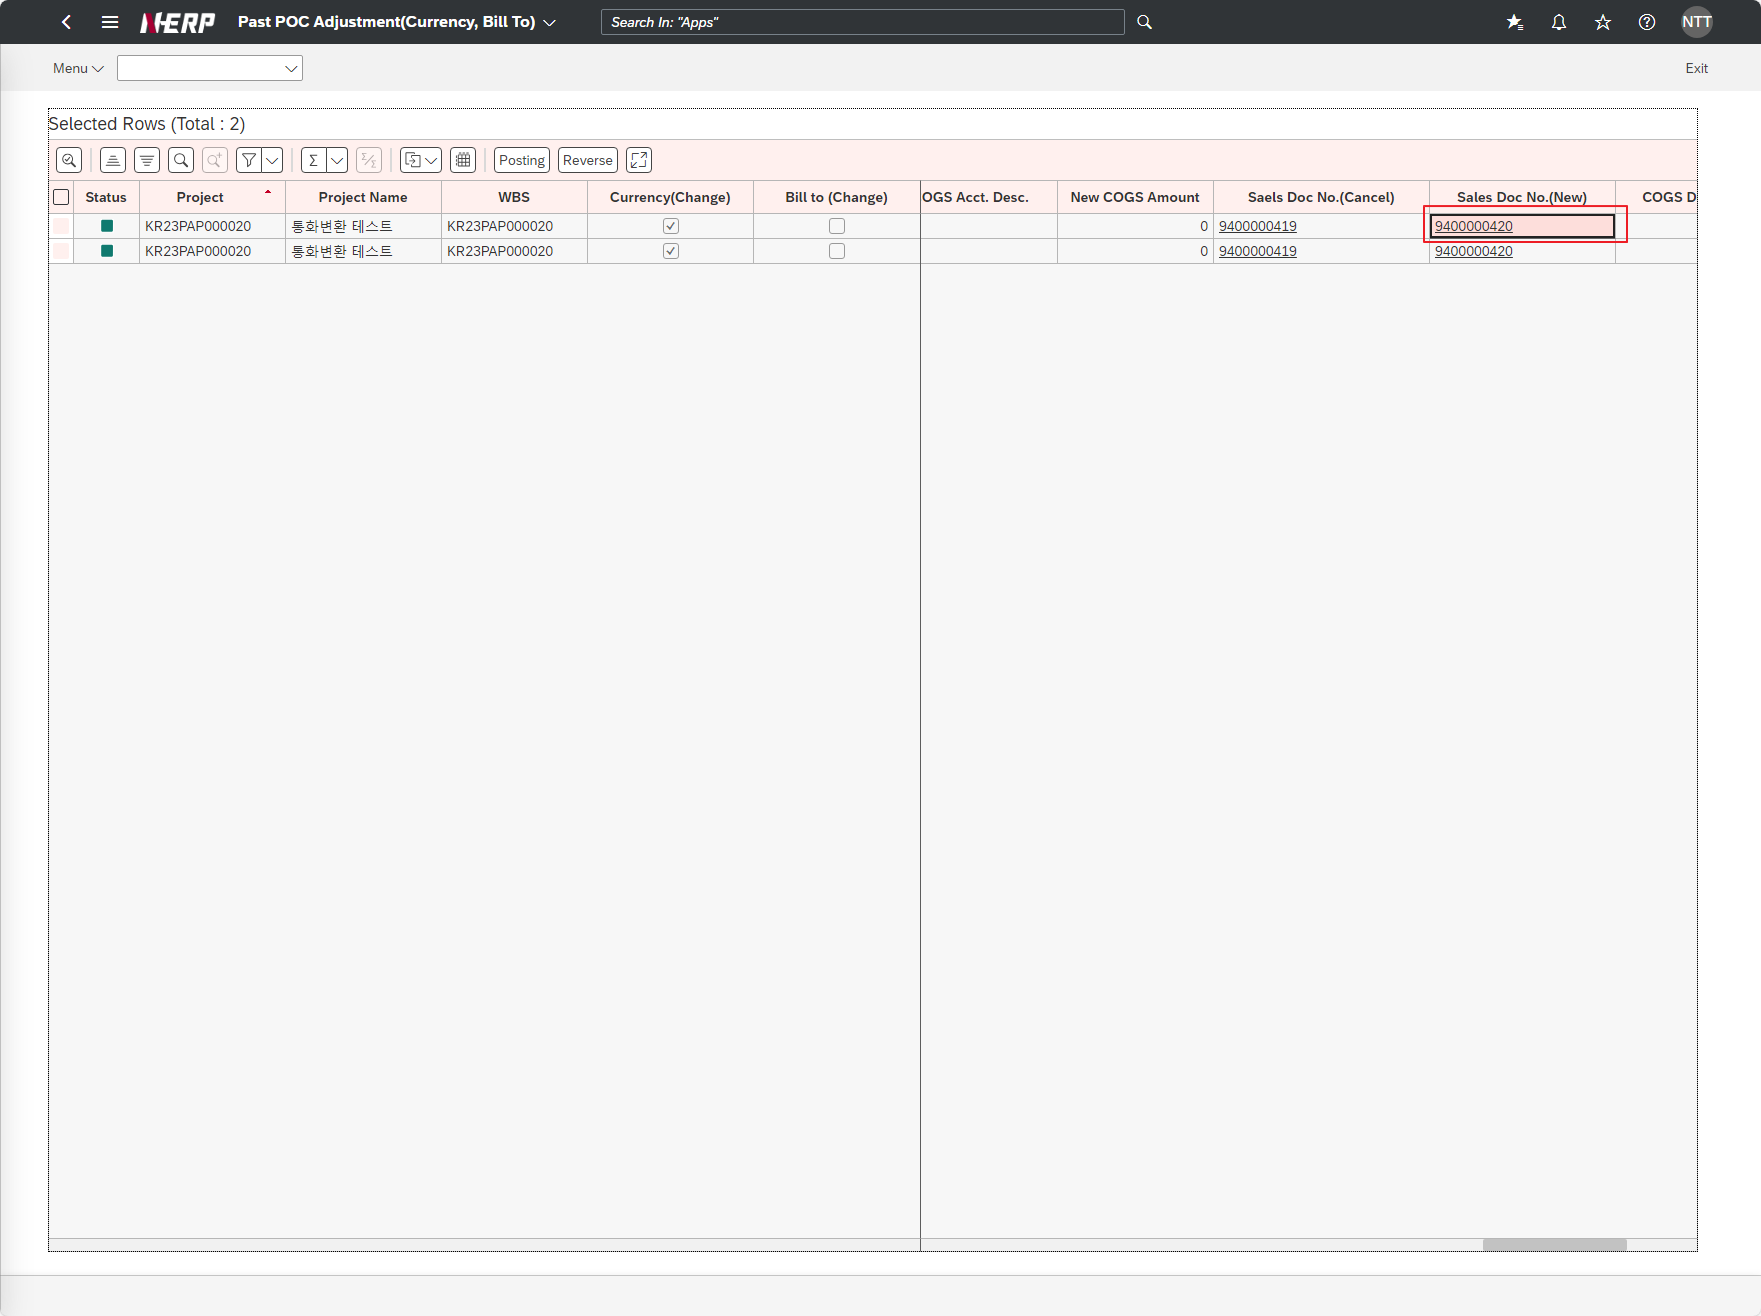 NERP Past POC Adjustment(Currency, Bill To) Search In: "Apps" NTT
Menu Exit
Selected Rows (Total : 2)
Posting Reverse
Status Project Project Name WBS Currency(Change) Bill to (Change) OGS Acct. Desc. New COGS Amount Saels Doc No.(Cancel) Sales Doc No.(New) COGS D
KR23PAP000020 통화변환 테스트 KR23PAP000020 0 9400000419 9400000420
KR23PAP000020 통화변환 테스트 KR23PAP000020 0 9400000419 9400000420